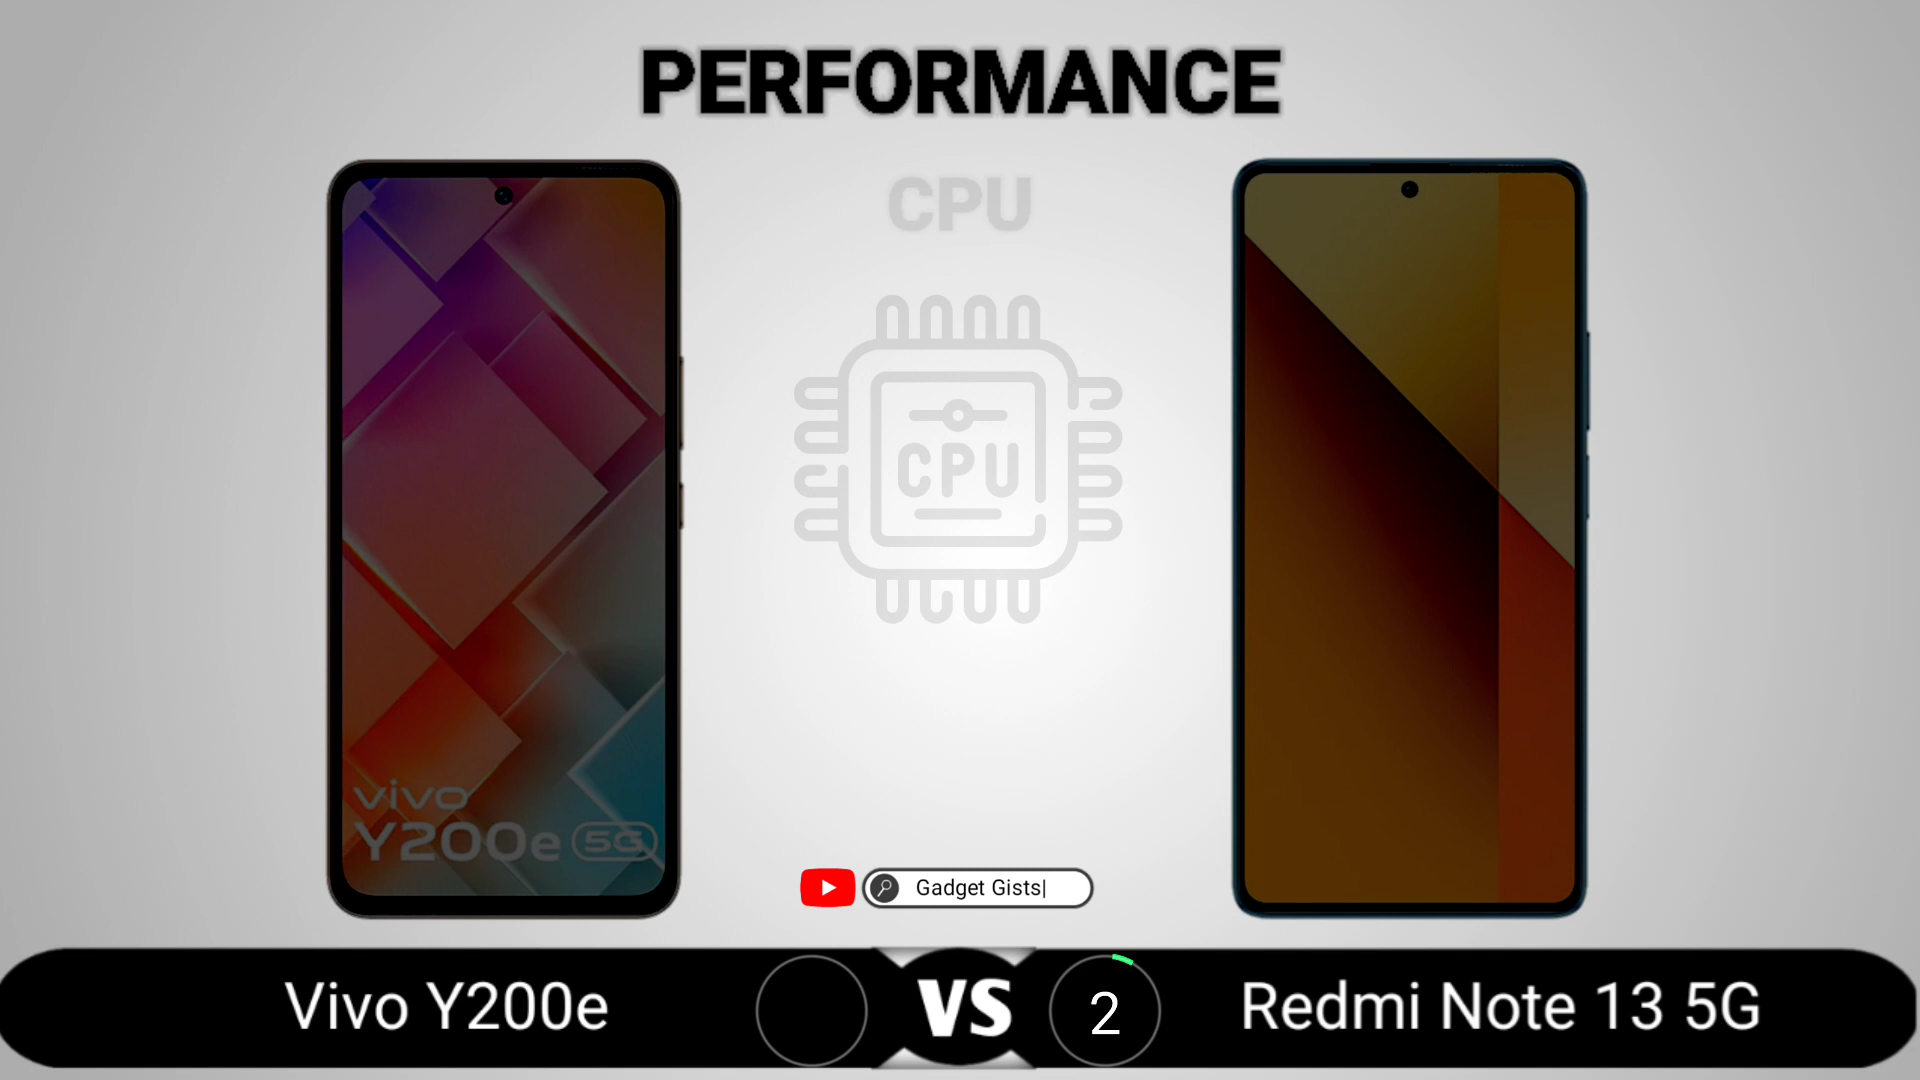 PERFORMANCE
CPU
CPU
vivo
Y200e 5G
Gadget Gists|
Vivo Y200e
VS
2
Redmi Note 13 5G